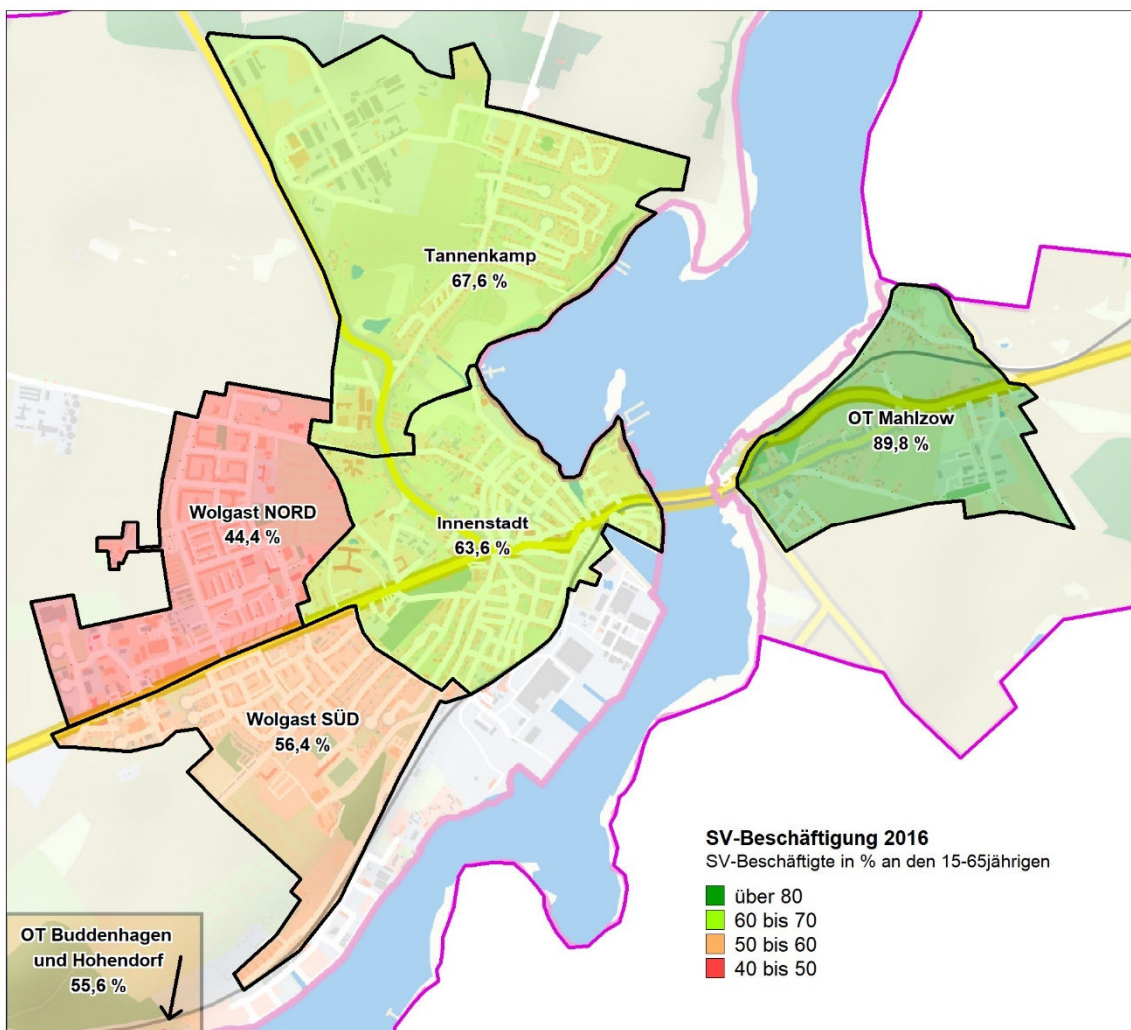 Tannenkamp
67,6 %
OT Mahlzow
89,8 %
Wolgast NORD
44,4 %
Innenstadt
63,6 %
Wolgast SÜD
56,4 %
OT Buddenhagen
und Hohendorf
55,6 %
SV-Beschäftigung 2016
SV-Beschäftigte in % an den 15-65jährigen
über 80
60 bis 70
50 bis 60
40 bis 50